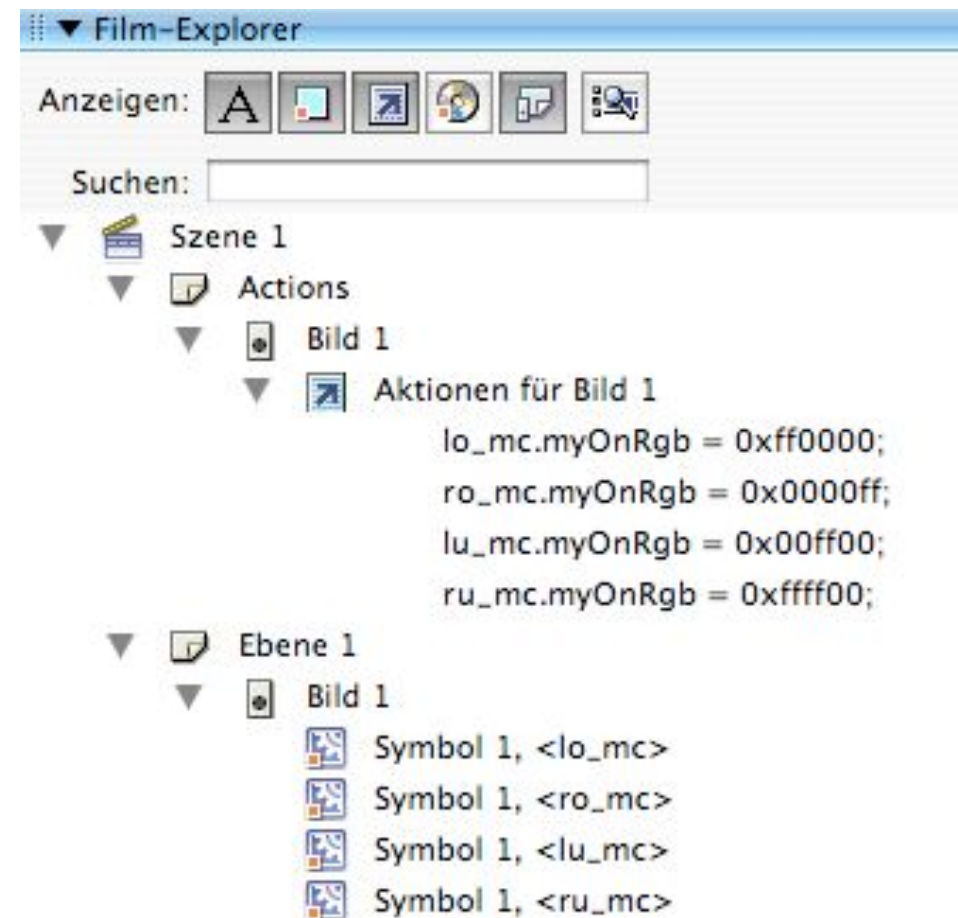 Film-Explorer
Anzeigen: A
Suchen:
Szene 1
Actions
Bild 1
Aktionen für Bild 1
lo_mc.myOnRgb = 0xff0000;
ro_mc.myOnRgb = 0x0000ff;
lu_mc.myOnRgb = 0x00ff00;
ru_mc.myOnRgb = 0xffff00;
Ebene 1
Bild 1
Symbol 1, <lo_mc>
Symbol 1, <ro_mc>
Symbol 1, <lu_mc>
Symbol 1, <ru_mc>